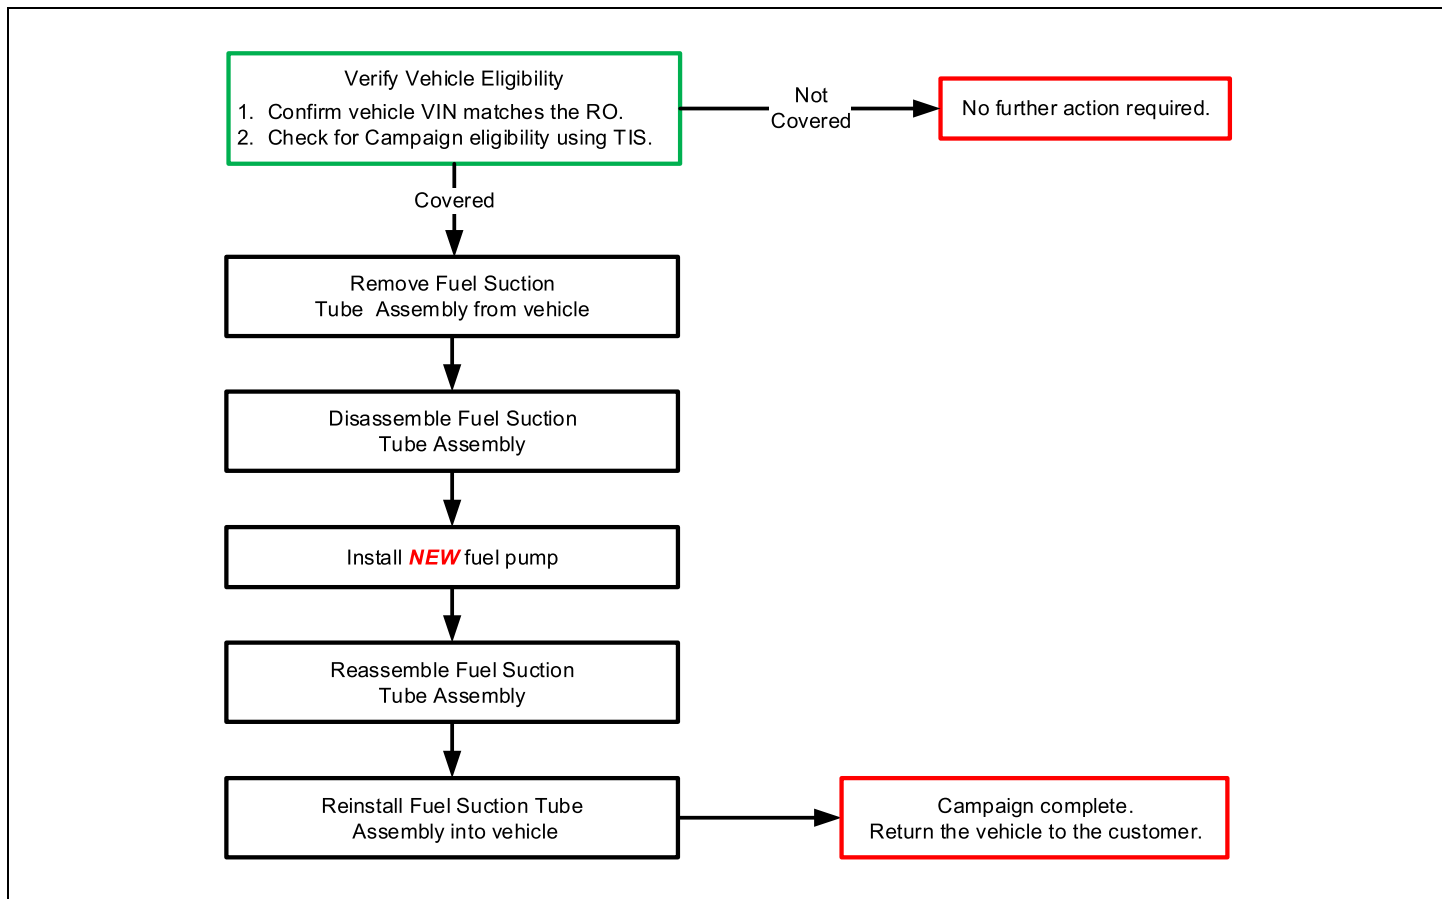 Verify Vehicle Eligibility
1. Confirm vehicle VIN matches the RO.
2. Check for Campaign eligibility using TIS.
Not
Covered
No further action required.
Covered
Remove Fuel Suction
Tube Assembly from vehicle
Disassemble Fuel Suction
Tube Assembly
Install NEW fuel pump
Reassemble Fuel Suction
Tube Assembly
Reinstall Fuel Suction Tube
Assembly into vehicle
Campaign complete.
Return the vehicle to the customer.